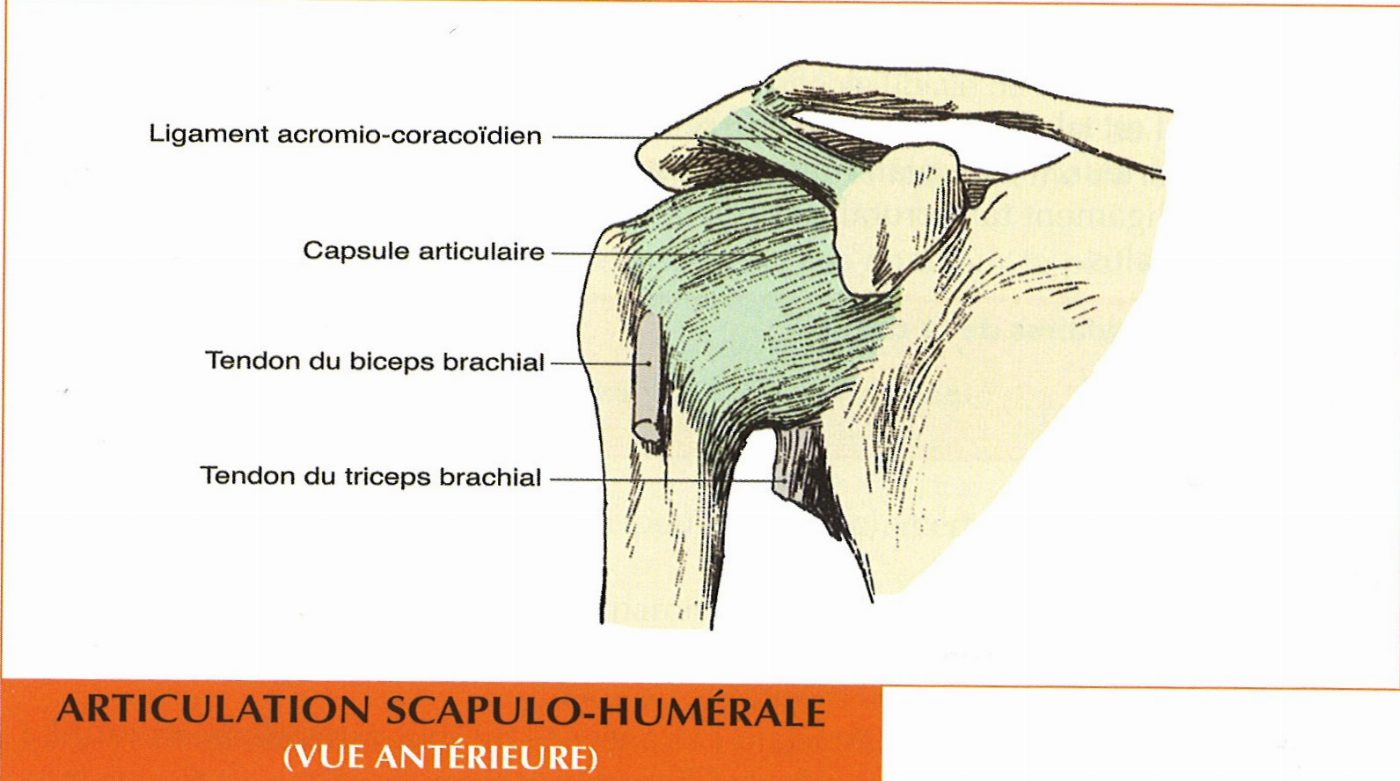 Ligament acromio-coracoïdien
Capsule articulaire
Tendon du biceps brachial
Tendon du triceps brachial
ARTICULATION SCAPULO-HUMÉRALE
(VUE ANTÉRIEURE)